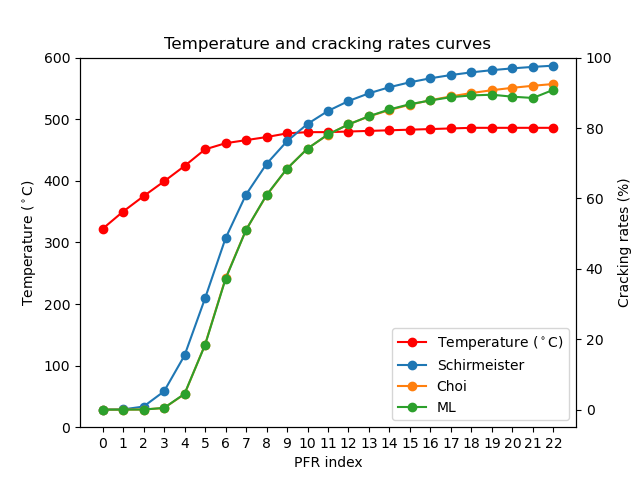 Temperature and cracking rates curves
600
500
400
300
200
100
0
Temperature (°C)
100
80
60
40
20
0
Cracking rates (%)
Temperature (°C)
Schirmeister
Choi
ML
0 1 2 3 4 5 6 7 8 9 10 11 12 13 14 15 16 17 18 19 20 21 22
PFR index